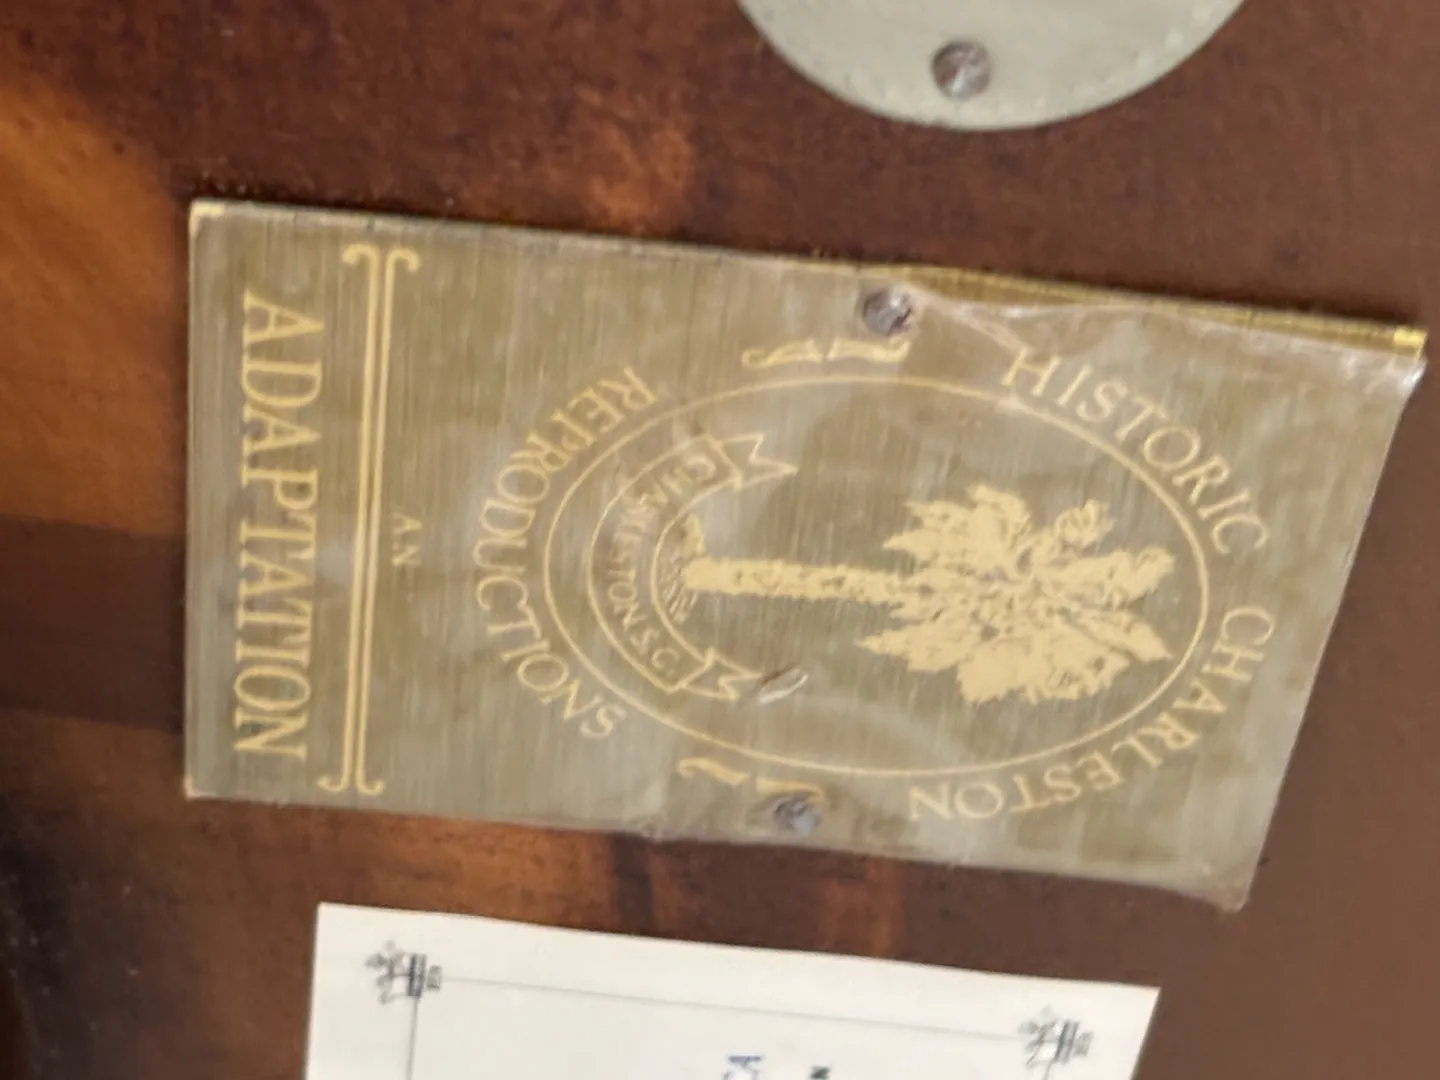 HISTORIC CHARLESTON
CHARLESTON S.C.
REPRODUCTIONS
AN
ADAPTATION